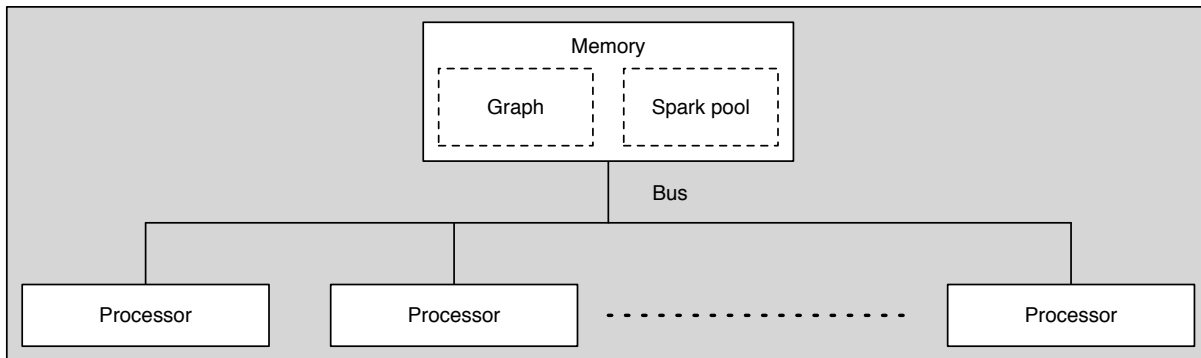 Memory
Graph
Spark pool
Bus
Processor
Processor
Processor